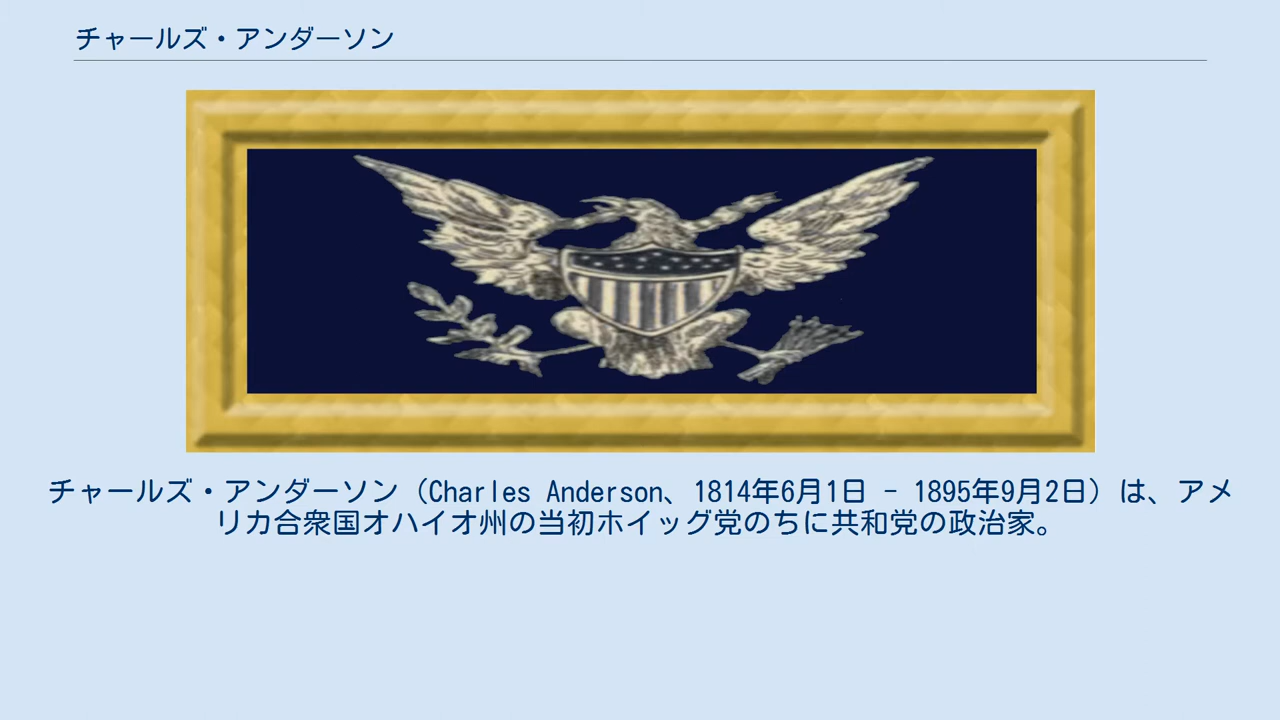 チャールズ・アンダーソン
チャールズ・アンダーソン（Charles Anderson、1814年6月1日 - 1895年9月2日）は、アメ
リカ合衆国オハイオ州の当初ホイッグ党のちに共和党の政治家。